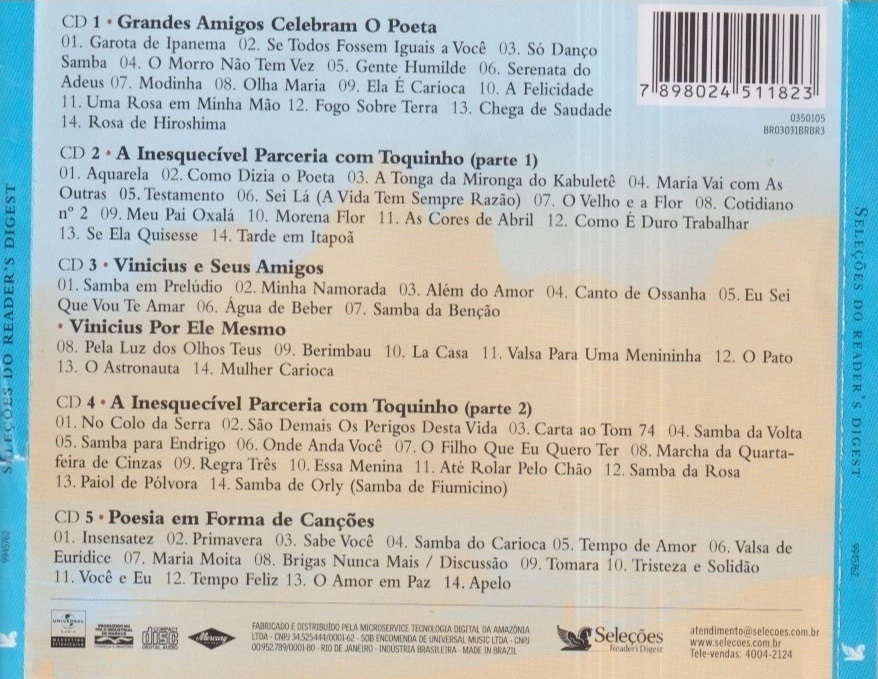 CD 1 • Grandes Amigos Celebram O Poeta
01. Garota de Ipanema 02. Se Todos Fossem Iguais a Você 03. Só Danço
Samba 04. O Morro Não Tem Vez 05. Gente Humilde 06. Serenata do
Adeus 07. Modinha 08. Olha Maria 09. Ela É Carioca 10. A Felicidade
11. Uma Rosa em Minha Mão 12. Fogo Sobre Terra 13. Chega de Saudade
14. Rosa de Hiroshima
7 898024 511823
0350105
BR03031BRBR3
CD 2 • A Inesquecível Parceria com Toquinho (parte 1)
01. Aquarela 02. Como Dizia o Poeta 03. A Tonga da Mironga do Kabuletê 04. Maria Vai com As
Outras 05. Testamento 06. Sei Lá (A Vida Tem Sempre Razão) 07. O Velho e a Flor 08. Cotidiano
nº 2 09. Meu Pai Oxalá 10. Morena Flor 11. As Cores de Abril 12. Como É Duro Trabalhar
13. Se Ela Quisesse 14. Tarde em Itapoã
CD 3 • Vinicius e Seus Amigos
01. Samba em Prelúdio 02. Minha Namorada 03. Além do Amor 04. Canto de Ossanha 05. Eu Sei
Que Vou Te Amar 06. Água de Beber 07. Samba da Benção
• Vinicius Por Ele Mesmo
08. Pela Luz dos Olhos Teus 09. Berimbau 10. La Casa 11. Valsa Para Uma Menininha 12. O Pato
13. O Astronauta 14. Mulher Carioca
CD 4 • A Inesquecível Parceria com Toquinho (parte 2)
01. No Colo da Serra 02. São Demais Os Perigos Desta Vida 03. Carta ao Tom 74 04. Samba da Volta
05. Samba para Endrigo 06. Onde Anda Você 07. O Filho Que Eu Quero Ter 08. Marcha da Quarta-
feira de Cinzas 09. Regra Três 10. Essa Menina 11. Até Rolar Pelo Chão 12. Samba da Rosa
13. Paiol de Pólvora 14. Samba de Orly (Samba de Fiumicino)
CD 5 • Poesia em Forma de Canções
01. Insensatez 02. Primavera 03. Sabe Você 04. Samba do Carioca 05. Tempo de Amor 06. Valsa de
Eurídice 07. Maria Moita 08. Brigas Nunca Mais / Discussão 09. Tomara 10. Tristeza e Solidão
11. Você e Eu 12. Tempo Feliz 13. O Amor em Paz 14. Apelo
UNIVERSAL
COMPACT
disc
DIGITAL AUDIO
Mercury
FABRICADO E DISTRIBUÍDO PELA MICROSERVICE TECNOLOGIA DIGITAL DA AMAZÔNIA
LTDA - CNPJ 34.525.444/0001-62 - SOB ENCOMENDA DE UNIVERSAL MUSIC LTDA - CNPJ
00.952.789/0001-80 - RIO DE JANEIRO - INDÚSTRIA BRASILEIRA - MADE IN BRAZIL
Seleções
Reader's Digest
atendimento@selecoes.com.br
www.selecoes.com.br
Tele-vendas: 4004-2124
SELEÇÕES DO READER'S DIGEST
9945762
SELEÇÕES DO READER'S DIGEST
9945762